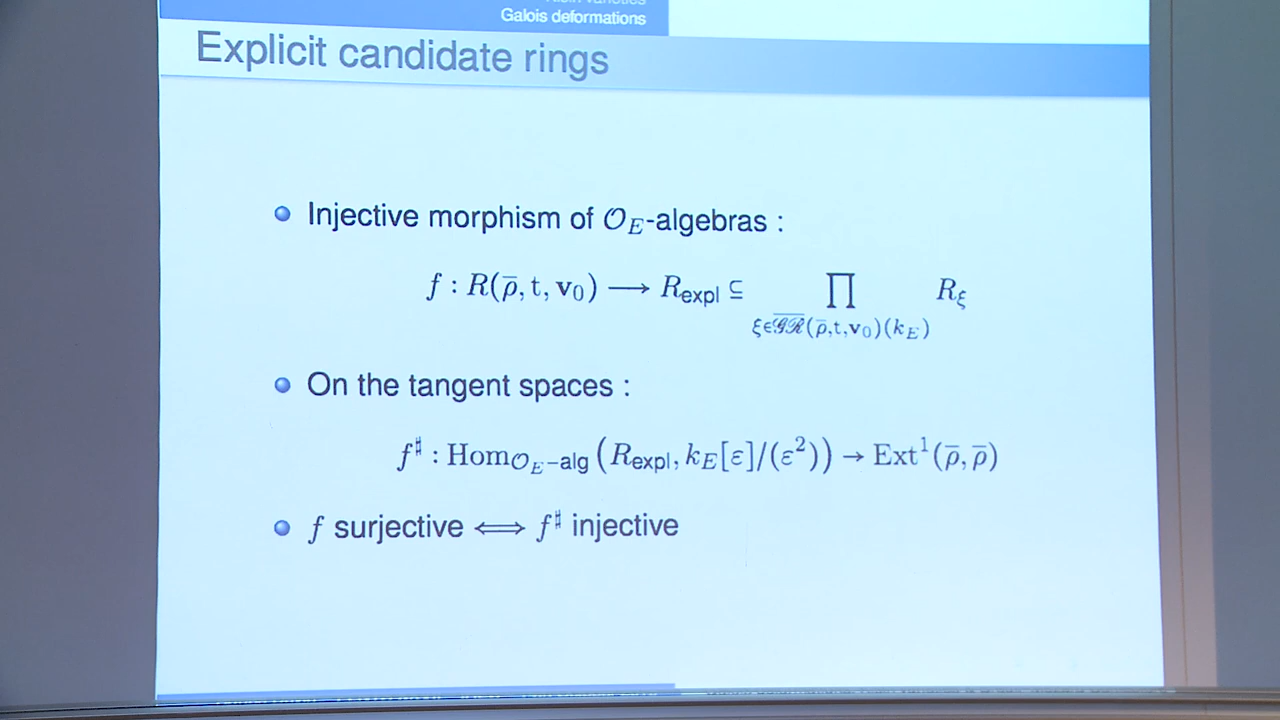 Galois deformations
Explicit candidate rings
Injective morphism of 𝒪_E-algebras :
f : R(ρ̅, t, v₀) ⟶ R_expl ⊆ ∏_{ξ∈𝒢ℛ̅(ρ̅,t,v₀)(k_E)} R_ξ
On the tangent spaces :
f^♯ : Hom_{𝒪_E−alg} (R_expl, k_E[ε]/(ε²)) → Ext¹(ρ̅, ρ̅)
f surjective ⟺ f^♯ injective